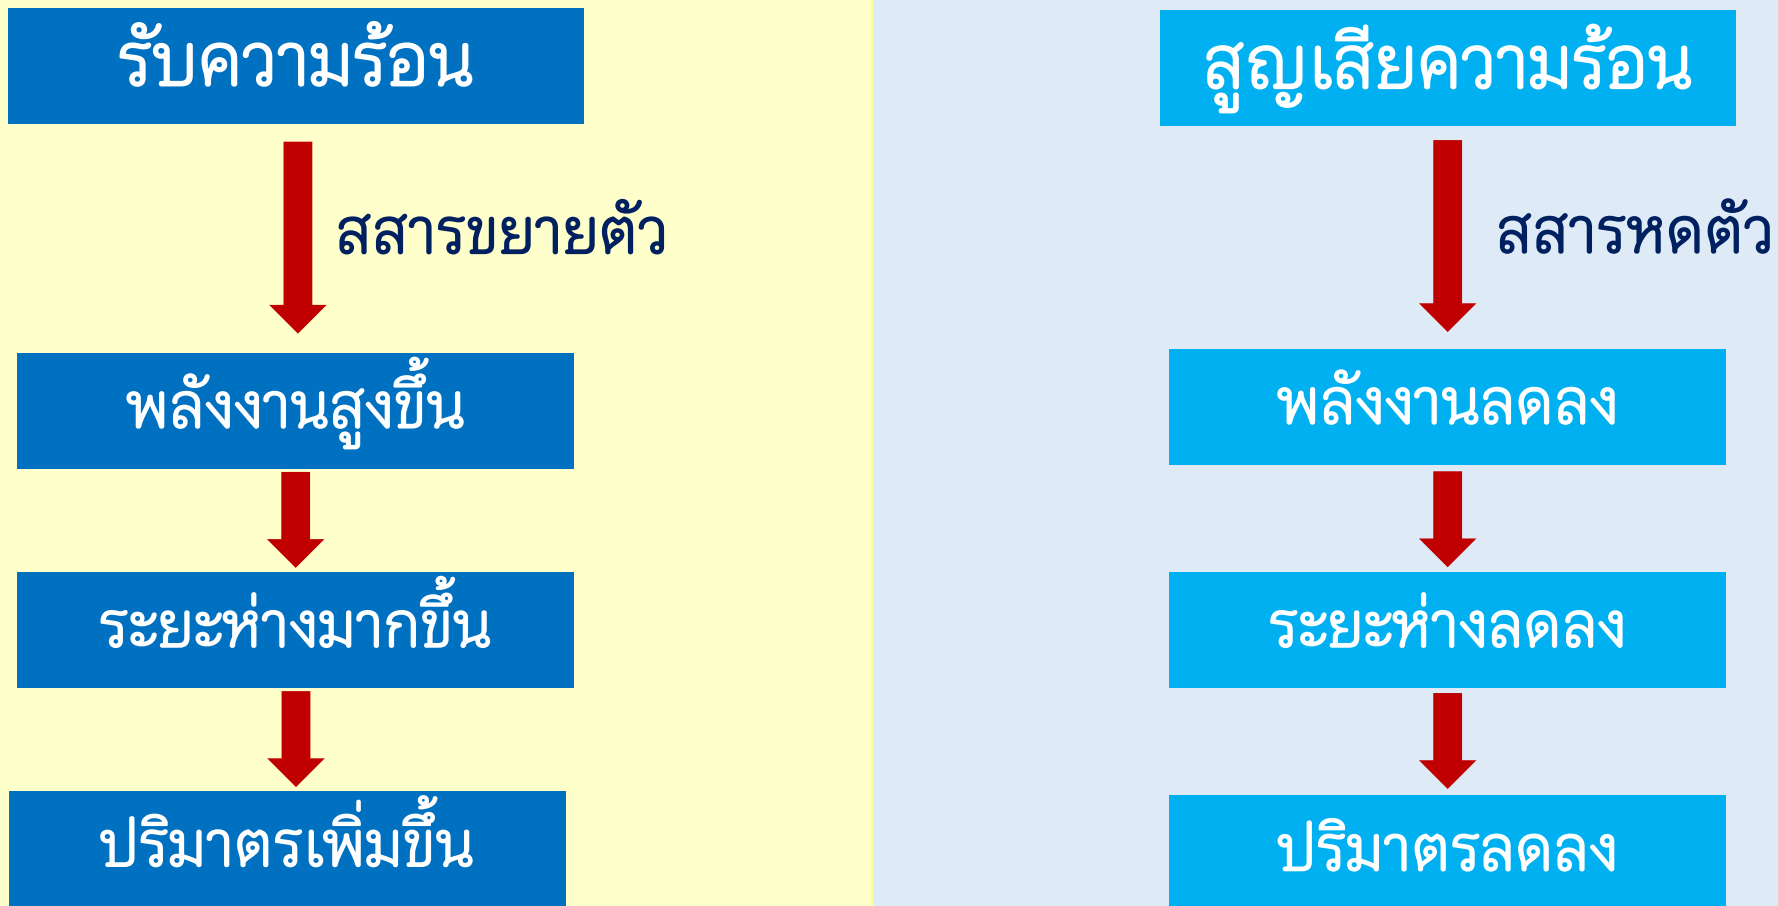 รับความร้อน
สสารขยายตัว
พลังงานสูงขึ้น
ระยะห่างมากขึ้น
ปริมาตรเพิ่มขึ้น
สูญเสียความร้อน
สสารหดตัว
พลังงานลดลง
ระยะห่างลดลง
ปริมาตรลดลง